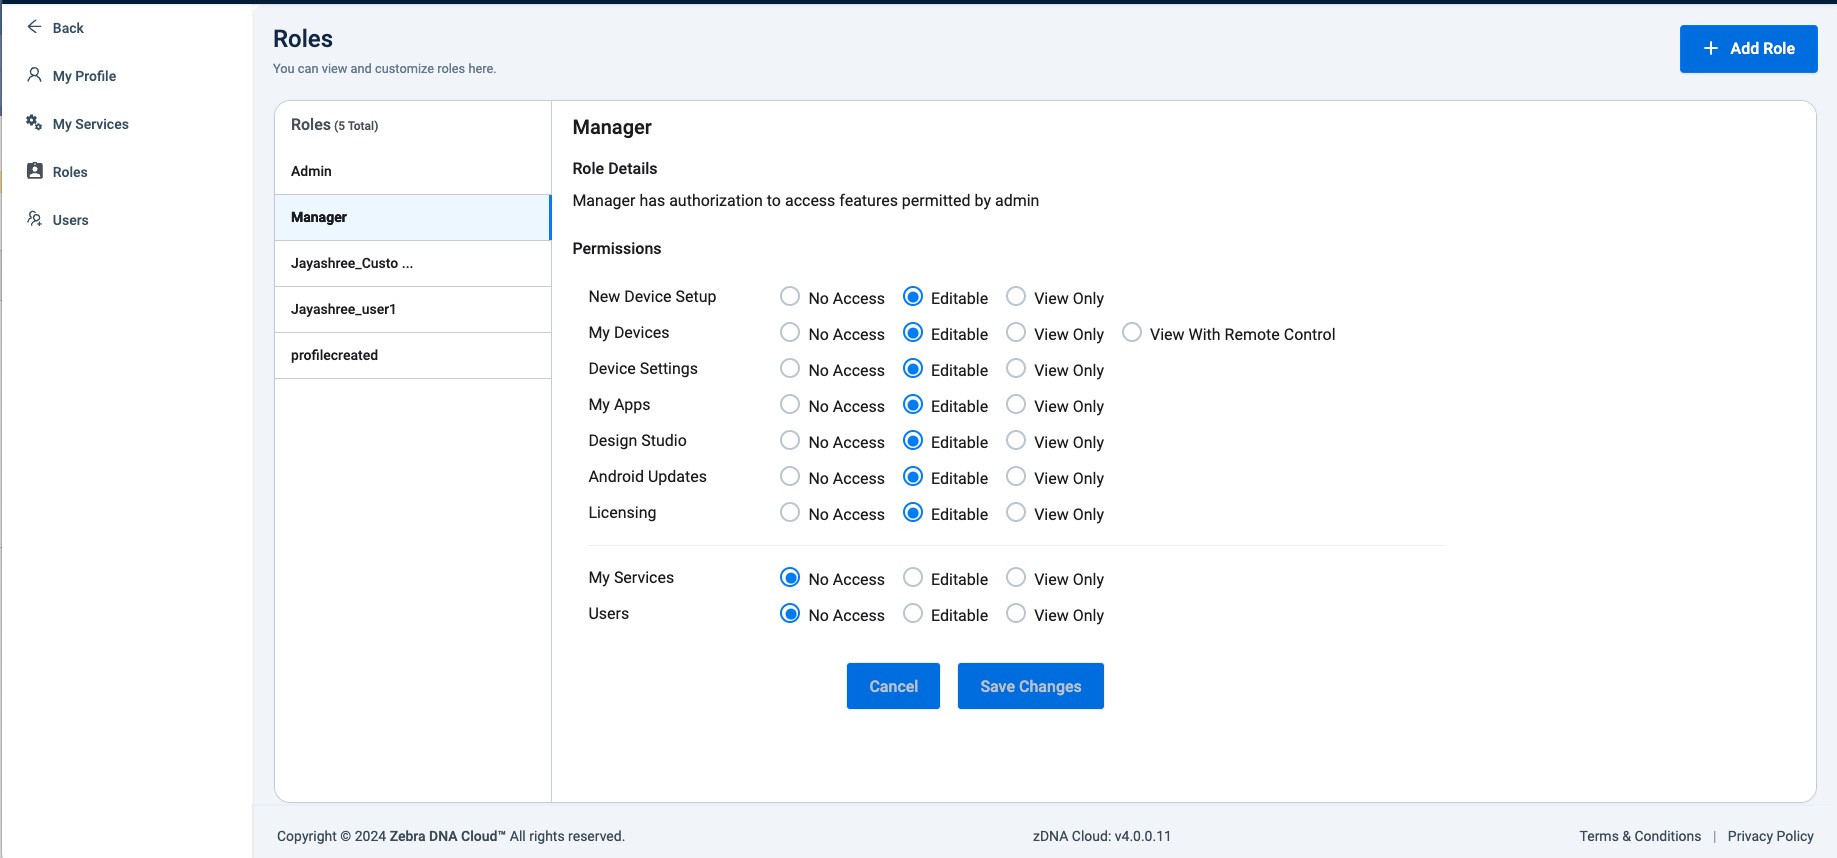 Back
My Profile
My Services
Roles
Users
Roles
You can view and customize roles here.
+ Add Role
Roles (5 Total)
Admin
Manager
Jayashree_Custo ...
Jayashree_user1
profilecreated
Manager
Role Details
Manager has authorization to access features permitted by admin
Permissions
New Device Setup No Access Editable View Only
My Devices No Access Editable View Only View With Remote Control
Device Settings No Access Editable View Only
My Apps No Access Editable View Only
Design Studio No Access Editable View Only
Android Updates No Access Editable View Only
Licensing No Access Editable View Only
My Services No Access Editable View Only
Users No Access Editable View Only
Cancel Save Changes
Copyright © 2024 Zebra DNA Cloud™ All rights reserved. zDNA Cloud: v4.0.0.11 Terms & Conditions | Privacy Policy